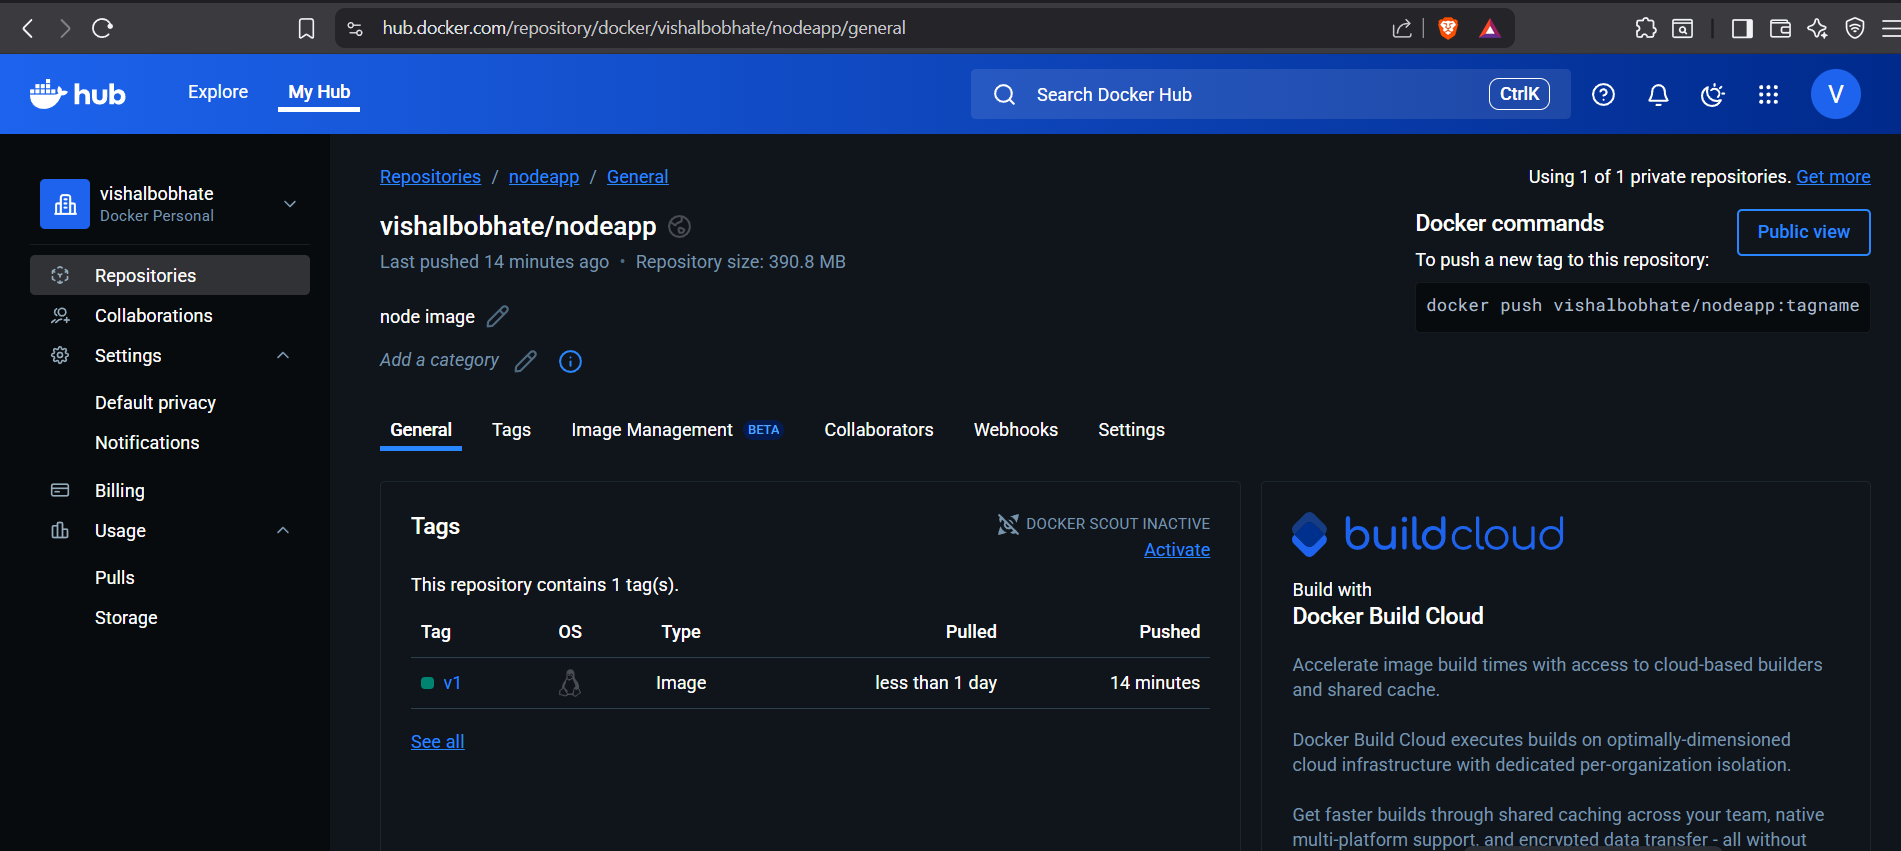 hub.docker.com/repository/docker/vishalbobhate/nodeapp/general
hub
Explore
My Hub
Search Docker Hub
CtrlK
V
vishalbobhate
Docker Personal
Repositories
Collaborations
Settings
Default privacy
Notifications
Billing
Usage
Pulls
Storage
Repositories / nodeapp / General
Using 1 of 1 private repositories. Get more
vishalbobhate/nodeapp
Last pushed 14 minutes ago • Repository size: 390.8 MB
node image
Add a category
Docker commands
Public view
To push a new tag to this repository:
docker push vishalbobhate/nodeapp:tagname
General
Tags
Image Management BETA
Collaborators
Webhooks
Settings
Tags
DOCKER SCOUT INACTIVE
Activate
This repository contains 1 tag(s).
Tag OS Type Pulled Pushed
v1 Image less than 1 day 14 minutes
See all
buildcloud
Build with
Docker Build Cloud
Accelerate image build times with access to cloud-based builders
and shared cache.
Docker Build Cloud executes builds on optimally-dimensioned
cloud infrastructure with dedicated per-organization isolation.
Get faster builds through shared caching across your team, native
multi-platform support, and encrypted data transfer - all without